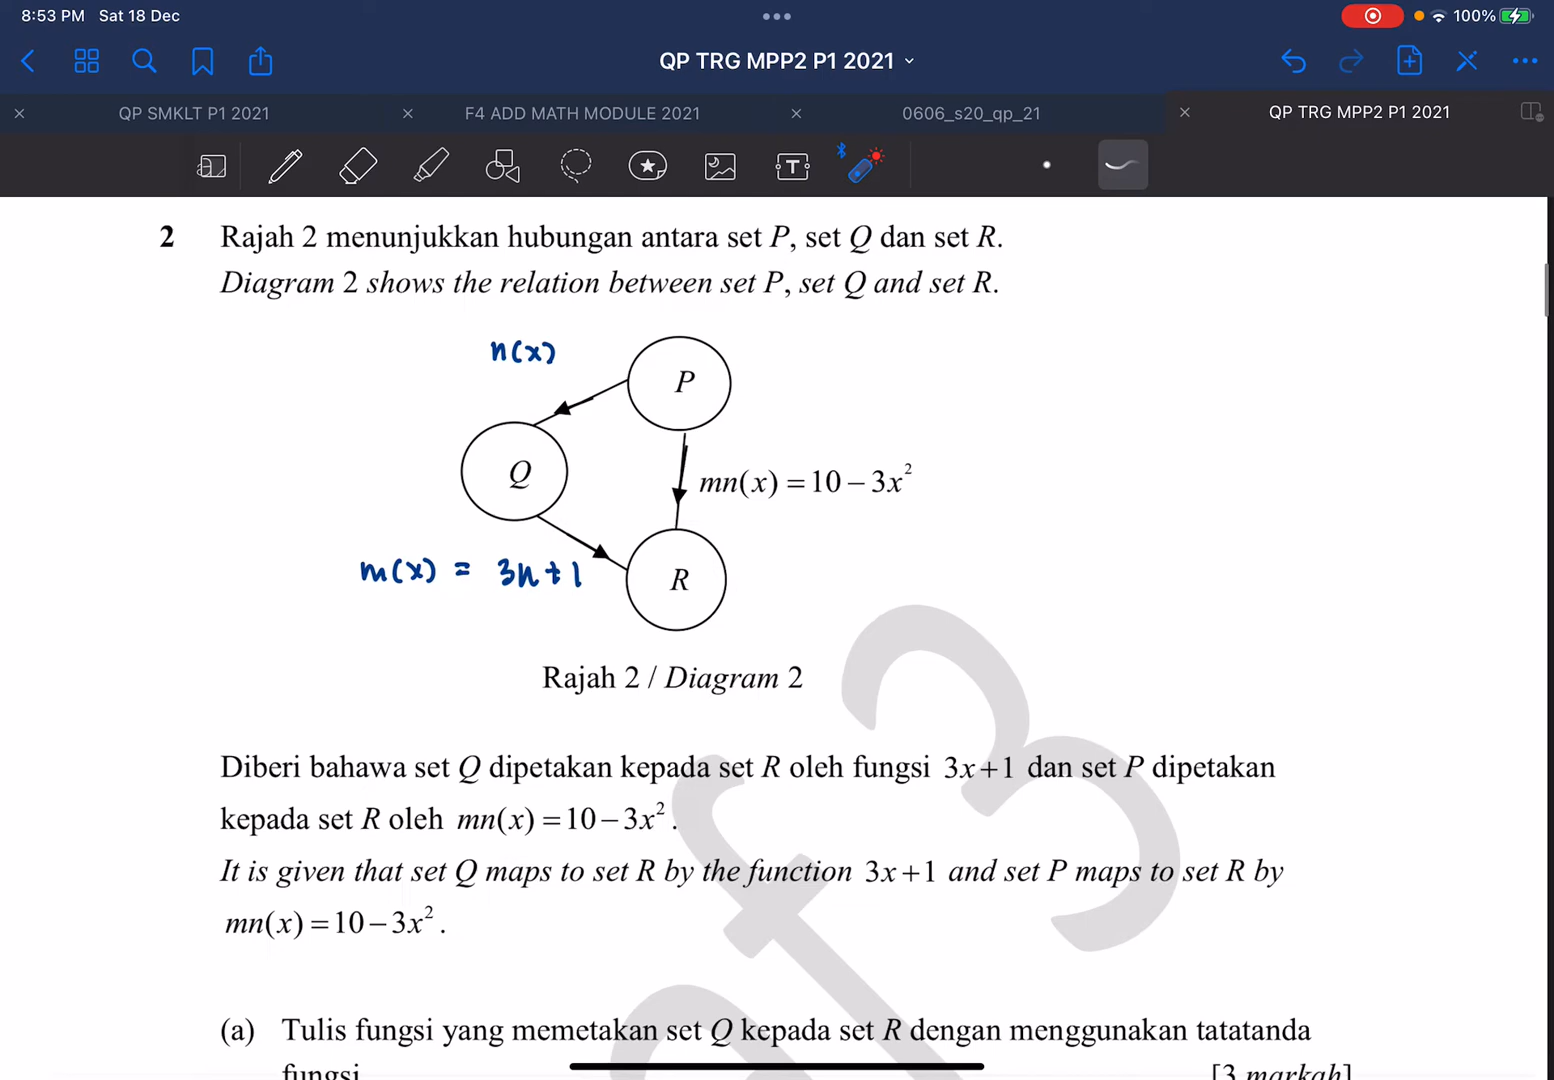 8:53 PM Sat 18 Dec
100%
QP TRG MPP2 P1 2021
QP SMKLT P1 2021
F4 ADD MATH MODULE 2021
0606_s20_qp_21
QP TRG MPP2 P1 2021
2 Rajah 2 menunjukkan hubungan antara set P, set Q dan set R.
Diagram 2 shows the relation between set P, set Q and set R.
n(x)
P
Q
mn(x) = 10 – 3x²
m(x) = 3x+1
R
Rajah 2 / Diagram 2
Diberi bahawa set Q dipetakan kepada set R oleh fungsi 3x+1 dan set P dipetakan
kepada set R oleh mn(x) = 10 – 3x².
It is given that set Q maps to set R by the function 3x+1 and set P maps to set R by
mn(x) = 10 – 3x².
(a) Tulis fungsi yang memetakan set Q kepada set R dengan menggunakan tatatanda
fungsi [3 markah]